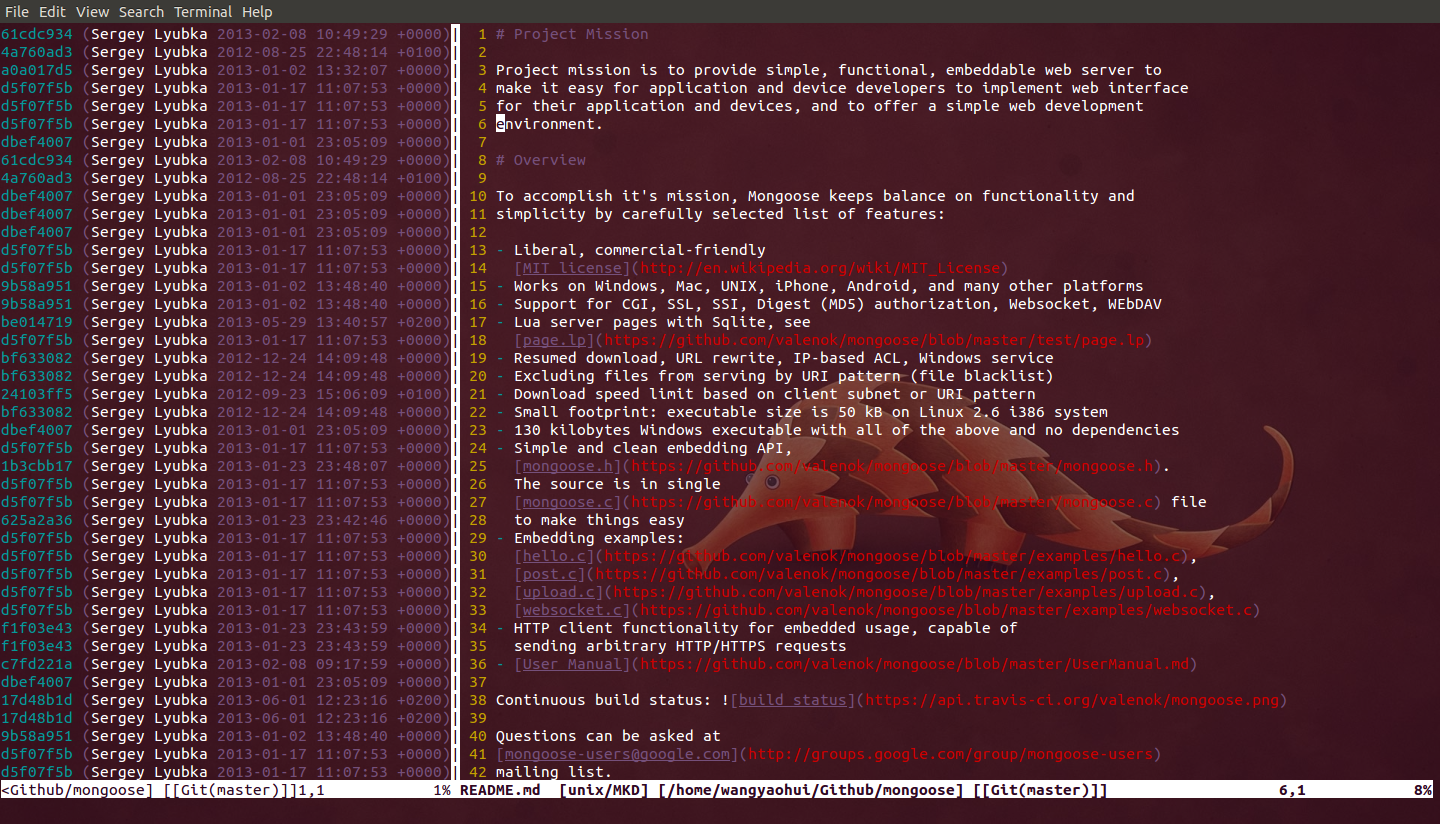 File Edit View Search Terminal Help
61cdc934 (Sergey Lyubka 2013-02-08 10:49:29 +0000)| 1 # Project Mission
4a760ad3 (Sergey Lyubka 2012-08-25 22:48:14 +0100)| 2
a0a017d5 (Sergey Lyubka 2013-01-02 13:32:07 +0000)| 3 Project mission is to provide simple, functional, embeddable web server to
d5f07f5b (Sergey Lyubka 2013-01-17 11:07:53 +0000)| 4 make it easy for application and device developers to implement web interface
d5f07f5b (Sergey Lyubka 2013-01-17 11:07:53 +0000)| 5 for their application and devices, and to offer a simple web development
d5f07f5b (Sergey Lyubka 2013-01-17 11:07:53 +0000)| 6 environment.
dbef4007 (Sergey Lyubka 2013-01-01 23:05:09 +0000)| 7
61cdc934 (Sergey Lyubka 2013-02-08 10:49:29 +0000)| 8 # Overview
4a760ad3 (Sergey Lyubka 2012-08-25 22:48:14 +0100)| 9
dbef4007 (Sergey Lyubka 2013-01-01 23:05:09 +0000)| 10 To accomplish it's mission, Mongoose keeps balance on functionality and
dbef4007 (Sergey Lyubka 2013-01-01 23:05:09 +0000)| 11 simplicity by carefully selected list of features:
dbef4007 (Sergey Lyubka 2013-01-01 23:05:09 +0000)| 12
d5f07f5b (Sergey Lyubka 2013-01-17 11:07:53 +0000)| 13 - Liberal, commercial-friendly
d5f07f5b (Sergey Lyubka 2013-01-17 11:07:53 +0000)| 14 [MIT license](http://en.wikipedia.org/wiki/MIT_License)
9b58a951 (Sergey Lyubka 2013-01-02 13:48:40 +0000)| 15 - Works on Windows, Mac, UNIX, iPhone, Android, and many other platforms
9b58a951 (Sergey Lyubka 2013-01-02 13:48:40 +0000)| 16 - Support for CGI, SSL, SSI, Digest (MD5) authorization, Websocket, WEbDAV
be014719 (Sergey Lyubka 2013-05-29 13:40:57 +0200)| 17 - Lua server pages with Sqlite, see
d5f07f5b (Sergey Lyubka 2013-01-17 11:07:53 +0000)| 18 [page.lp](https://github.com/valenok/mongoose/blob/master/test/page.lp)
bf633082 (Sergey Lyubka 2012-12-24 14:09:48 +0000)| 19 - Resumed download, URL rewrite, IP-based ACL, Windows service
bf633082 (Sergey Lyubka 2012-12-24 14:09:48 +0000)| 20 - Excluding files from serving by URI pattern (file blacklist)
24103ff5 (Sergey Lyubka 2012-09-23 15:06:09 +0100)| 21 - Download speed limit based on client subnet or URI pattern
bf633082 (Sergey Lyubka 2012-12-24 14:09:48 +0000)| 22 - Small footprint: executable size is 50 kB on Linux 2.6 i386 system
dbef4007 (Sergey Lyubka 2013-01-01 23:05:09 +0000)| 23 - 130 kilobytes Windows executable with all of the above and no dependencies
d5f07f5b (Sergey Lyubka 2013-01-17 11:07:53 +0000)| 24 - Simple and clean embedding API,
1b3cbb17 (Sergey Lyubka 2013-01-23 23:48:07 +0000)| 25 [mongoose.h](https://github.com/valenok/mongoose/blob/master/mongoose.h).
d5f07f5b (Sergey Lyubka 2013-01-17 11:07:53 +0000)| 26 The source is in single
d5f07f5b (Sergey Lyubka 2013-01-17 11:07:53 +0000)| 27 [mongoose.c](https://github.com/valenok/mongoose/blob/master/mongoose.c) file
625a2a36 (Sergey Lyubka 2013-01-23 23:42:46 +0000)| 28 to make things easy
d5f07f5b (Sergey Lyubka 2013-01-17 11:07:53 +0000)| 29 - Embedding examples:
d5f07f5b (Sergey Lyubka 2013-01-17 11:07:53 +0000)| 30 [hello.c](https://github.com/valenok/mongoose/blob/master/examples/hello.c),
d5f07f5b (Sergey Lyubka 2013-01-17 11:07:53 +0000)| 31 [post.c](https://github.com/valenok/mongoose/blob/master/examples/post.c),
d5f07f5b (Sergey Lyubka 2013-01-17 11:07:53 +0000)| 32 [upload.c](https://github.com/valenok/mongoose/blob/master/examples/upload.c),
d5f07f5b (Sergey Lyubka 2013-01-17 11:07:53 +0000)| 33 [websocket.c](https://github.com/valenok/mongoose/blob/master/examples/websocket.c)
f1f03e43 (Sergey Lyubka 2013-01-23 23:43:59 +0000)| 34 - HTTP client functionality for embedded usage, capable of
f1f03e43 (Sergey Lyubka 2013-01-23 23:43:59 +0000)| 35 sending arbitrary HTTP/HTTPS requests
c7fd221a (Sergey Lyubka 2013-02-08 09:17:59 +0000)| 36 - [User Manual](https://github.com/valenok/mongoose/blob/master/UserManual.md)
dbef4007 (Sergey Lyubka 2013-01-01 23:05:09 +0000)| 37
17d48b1d (Sergey Lyubka 2013-06-01 12:23:16 +0200)| 38 Continuous build status: ![build status](https://api.travis-ci.org/valenok/mongoose.png)
17d48b1d (Sergey Lyubka 2013-06-01 12:23:16 +0200)| 39
9b58a951 (Sergey Lyubka 2013-01-02 13:48:40 +0000)| 40 Questions can be asked at
d5f07f5b (Sergey Lyubka 2013-01-17 11:07:53 +0000)| 41 [mongoose-users@google.com](http://groups.google.com/group/mongoose-users)
d5f07f5b (Sergey Lyubka 2013-01-17 11:07:53 +0000)| 42 mailing list.
<Github/mongoose] [[Git(master)]]1,1 1% README.md [unix/MKD] [/home/wangyaohui/Github/mongoose] [[Git(master)]] 6,1 8%